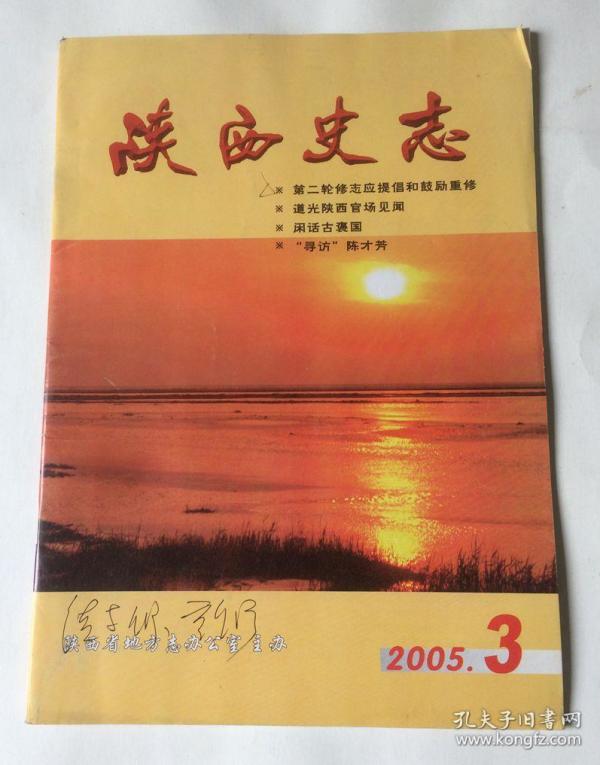 陕西史志
※ 第二轮修志应提倡和鼓励重修
※ 道光陕西官场见闻
※ 闲话古褒国
※ “寻访”陈才芳
陕西省地方志办公室主办
2005.3
孔夫子旧书网
www.kongfz.com